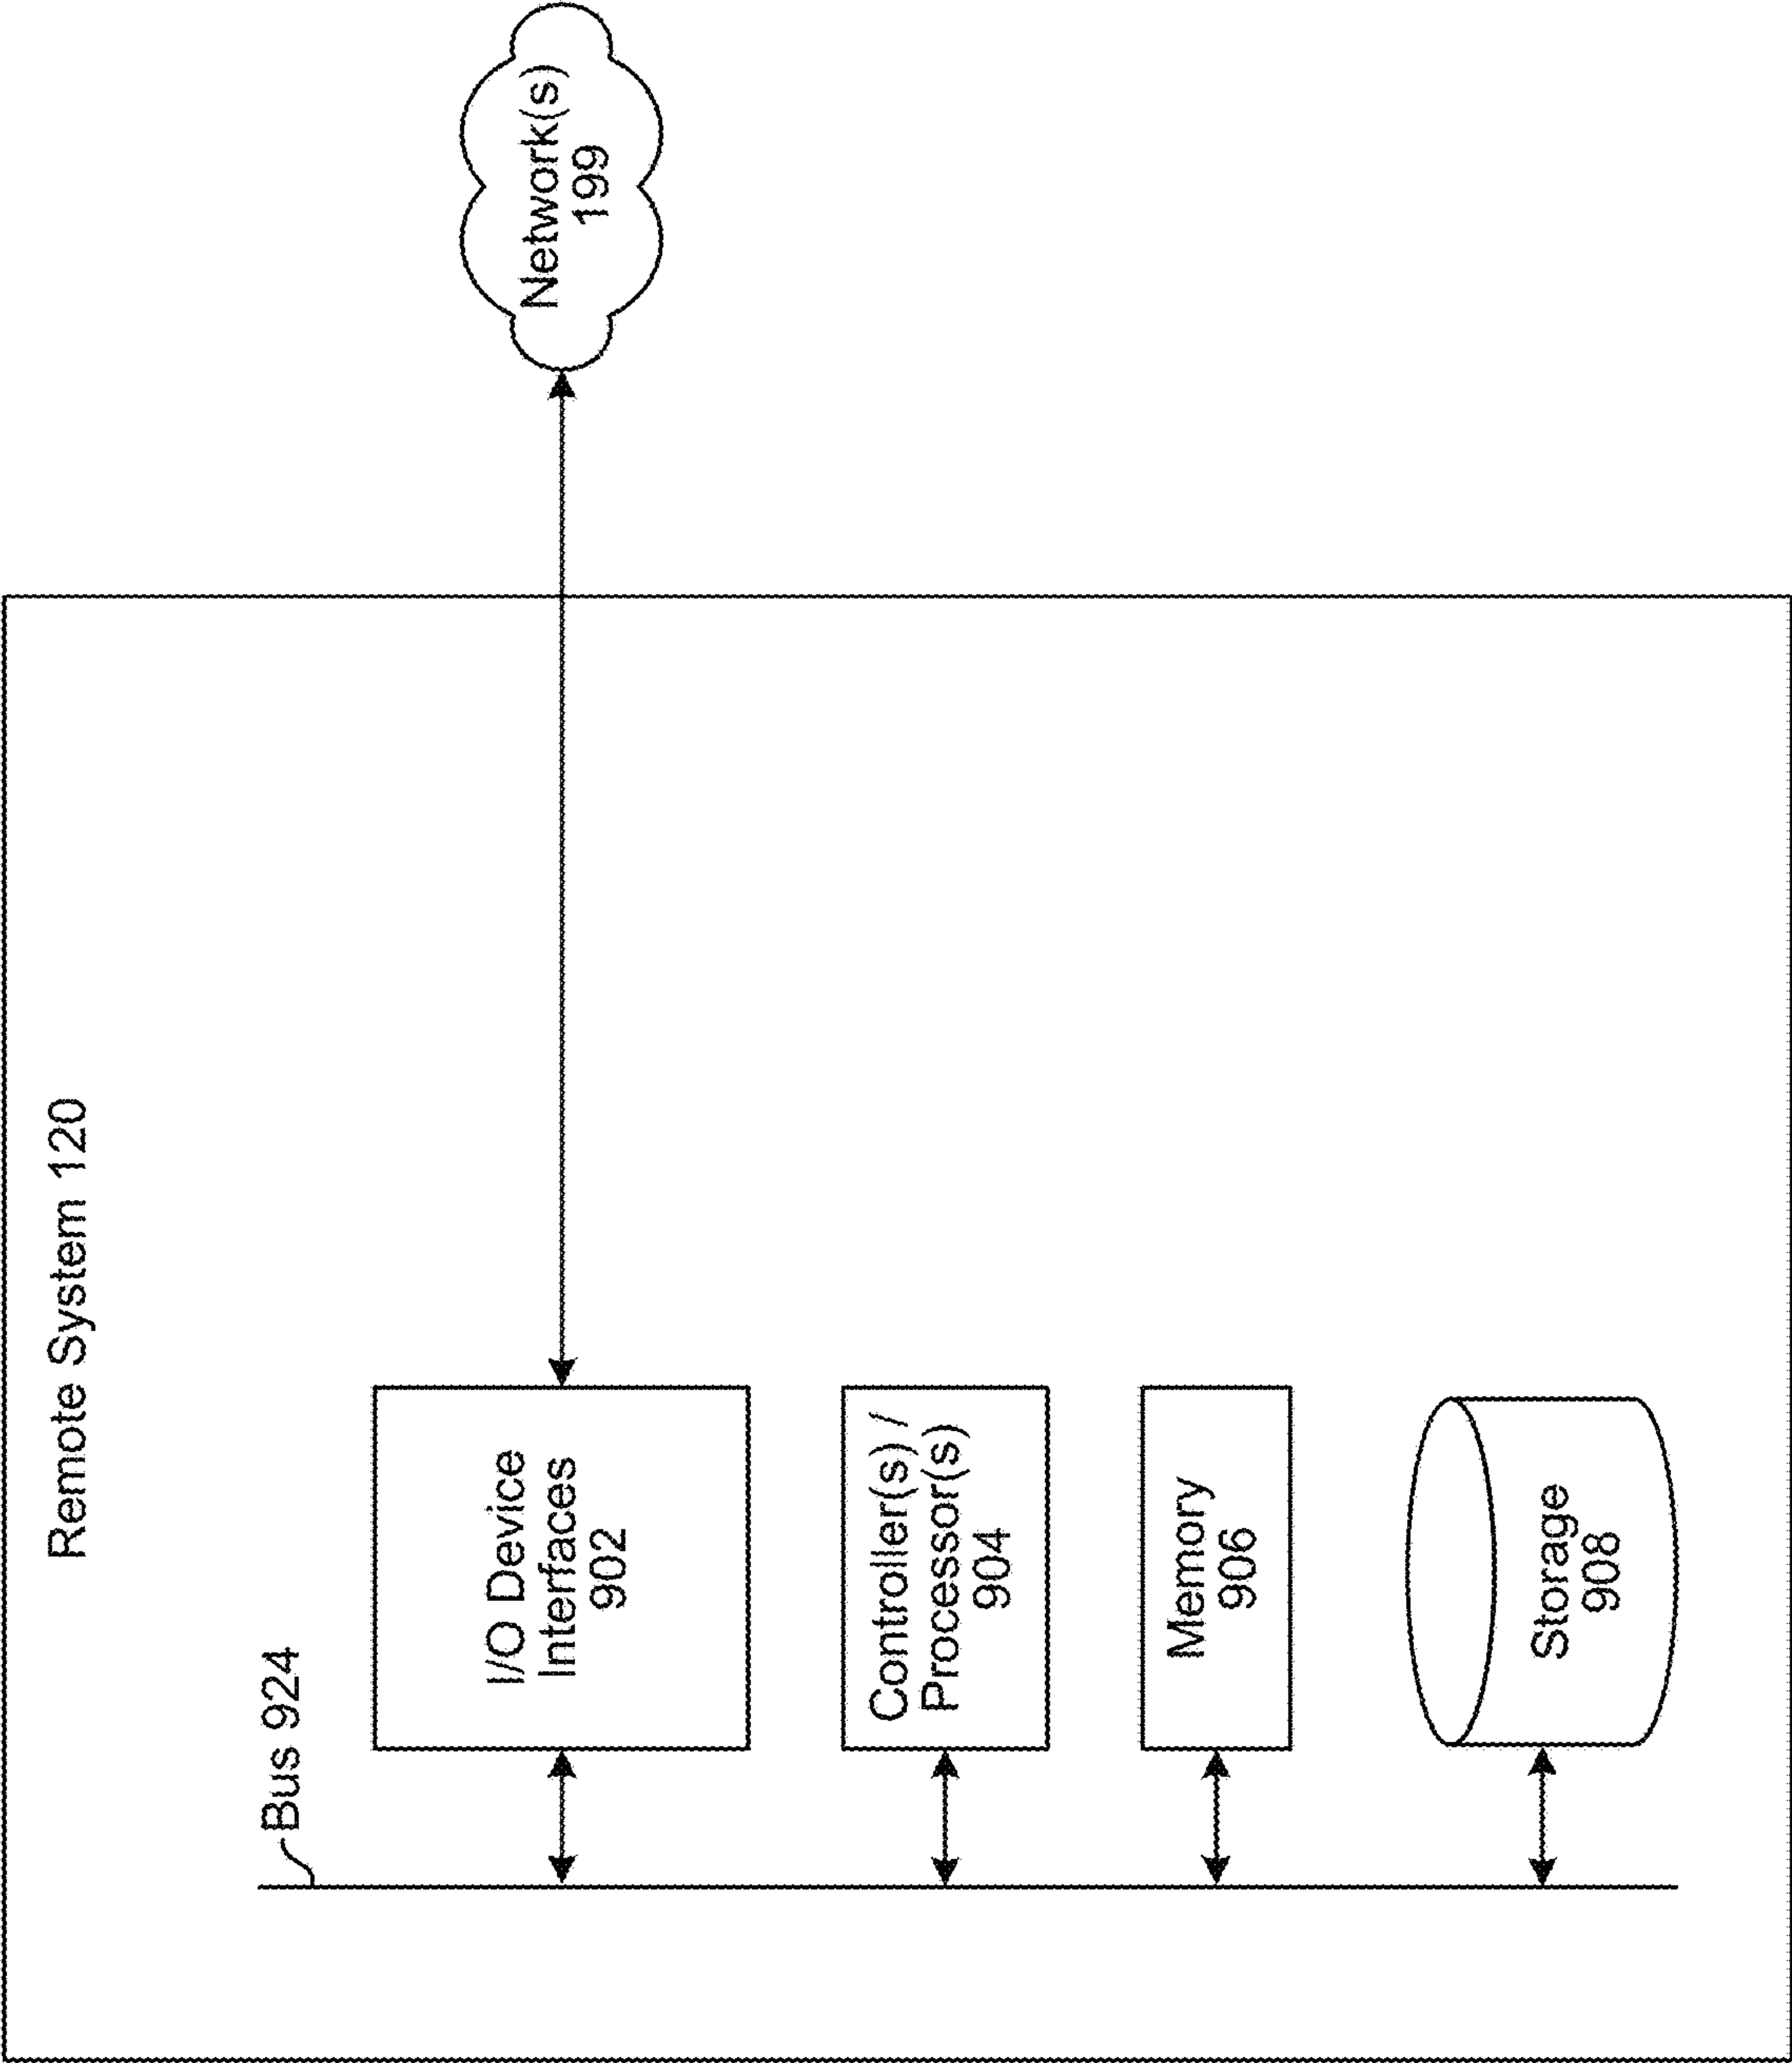 Remote System 120
Bus 924
I/O Device
Interfaces
902
Controller(s) /
Processor(s)
904
Memory
906
Storage
908
Network(s)
199